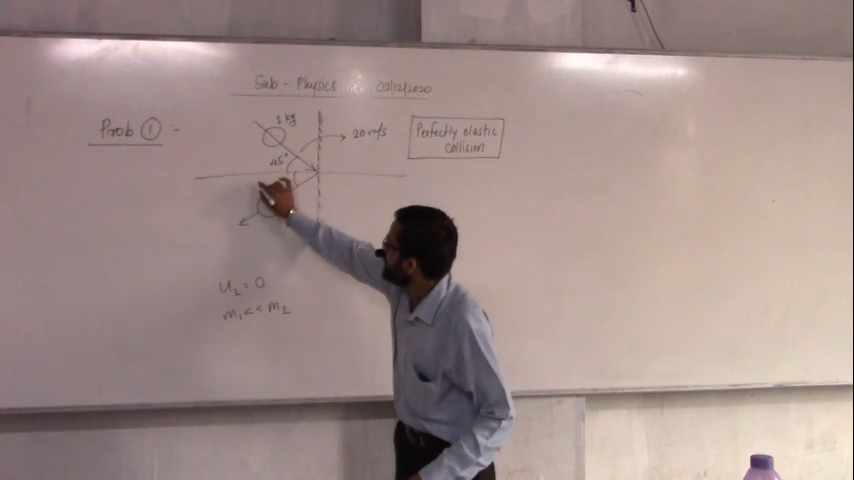 Sub - Physics 02/12/2020
Prob ① :-
1 kg
20 m/s
45°
Perfectly elastic
Collision
U₂ = 0
m₁ << m₂